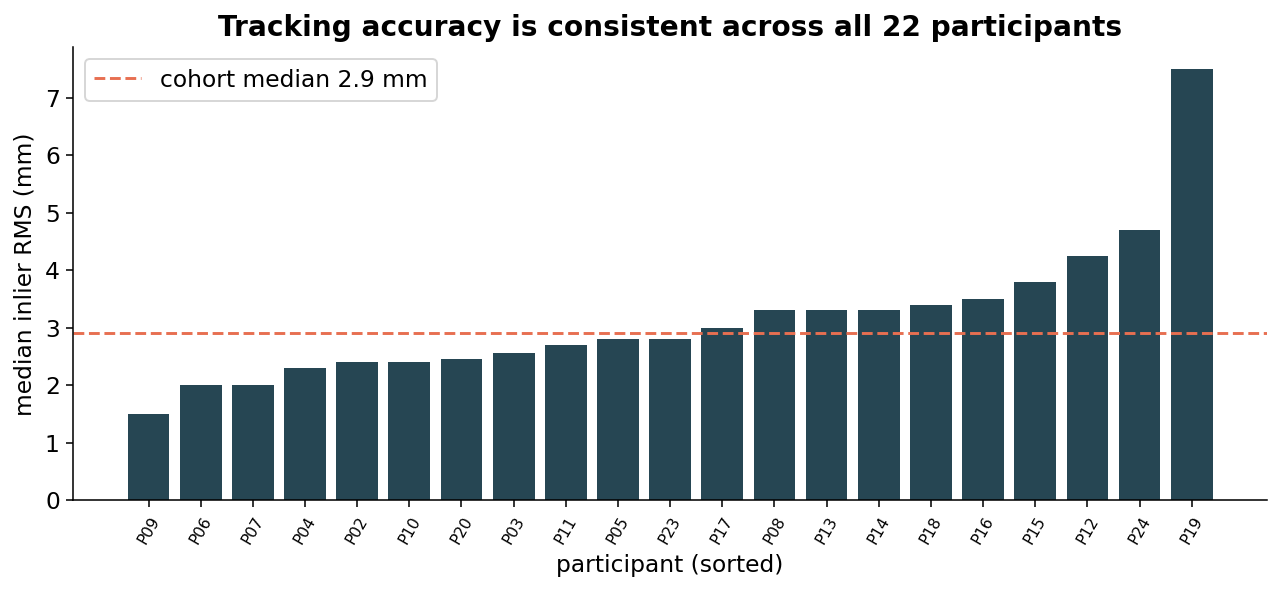 Tracking accuracy is consistent across all 22 participants
cohort median 2.9 mm
median inlier RMS (mm)
7
6
5
4
3
2
1
0
P09 P06 P07 P04 P02 P10 P20 P03 P11 P05 P23 P17 P08 P13 P14 P18 P16 P15 P12 P24 P19
participant (sorted)